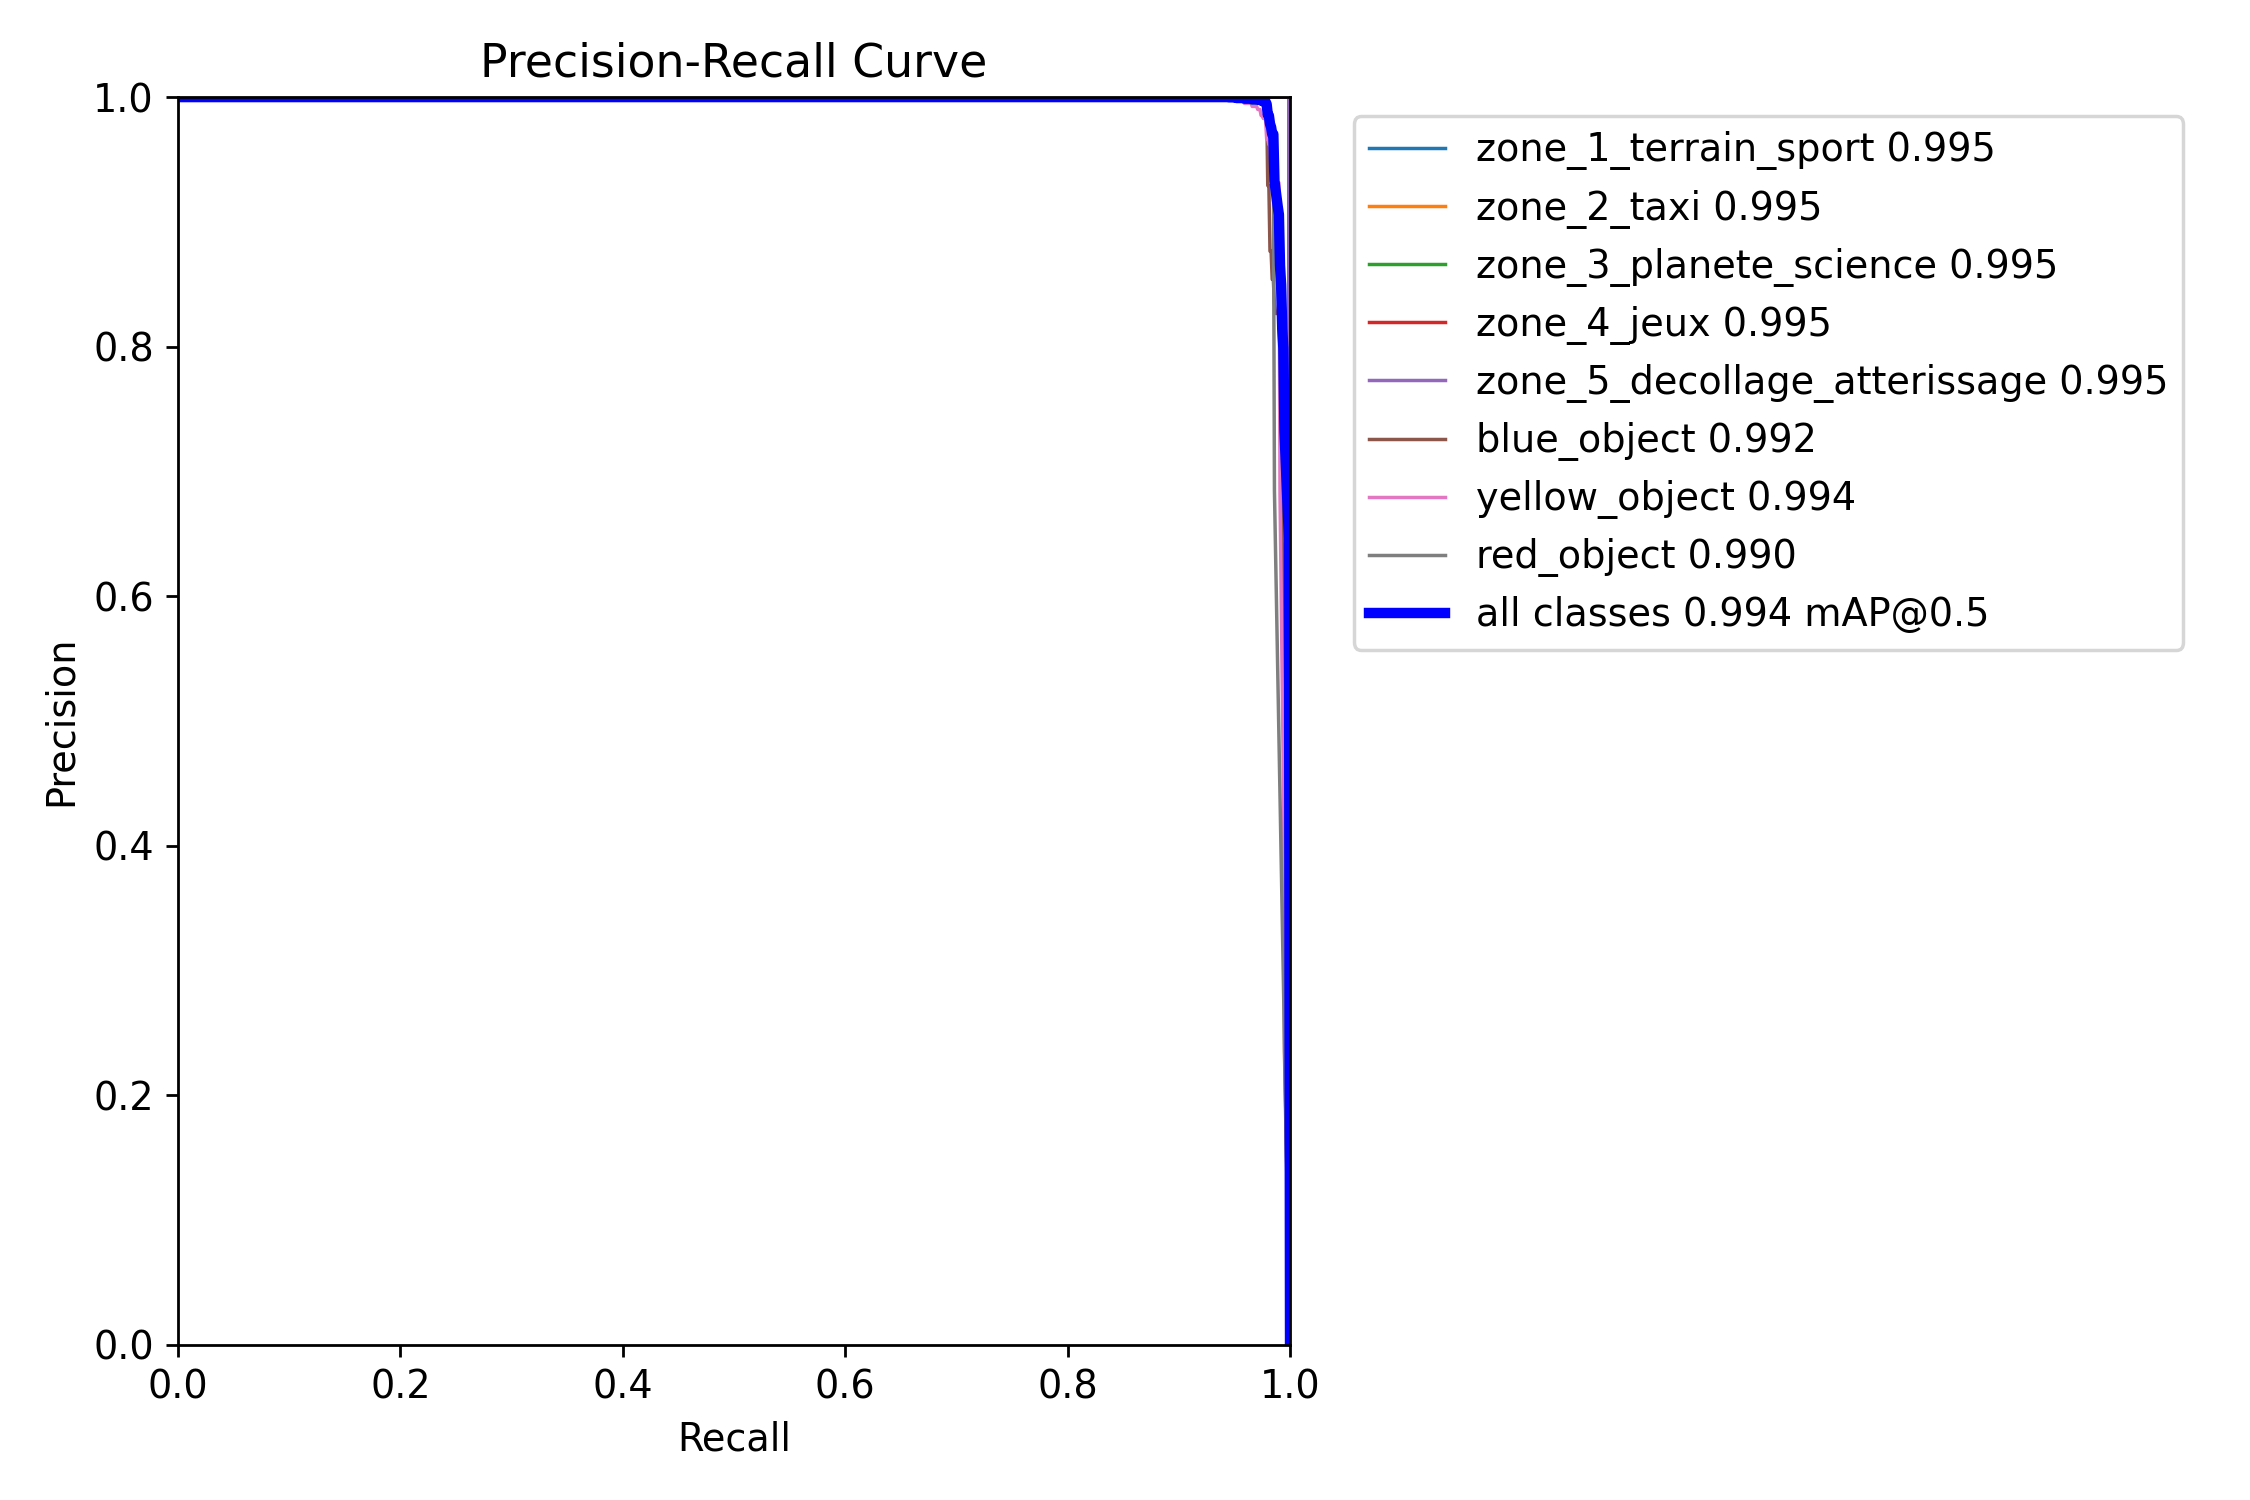 Precision-Recall Curve
1.0
0.8
0.6
0.4
0.2
0.0
Precision
0.0 0.2 0.4 0.6 0.8 1.0
Recall
zone_1_terrain_sport 0.995
zone_2_taxi 0.995
zone_3_planete_science 0.995
zone_4_jeux 0.995
zone_5_decollage_atterissage 0.995
blue_object 0.992
yellow_object 0.994
red_object 0.990
all classes 0.994 mAP@0.5